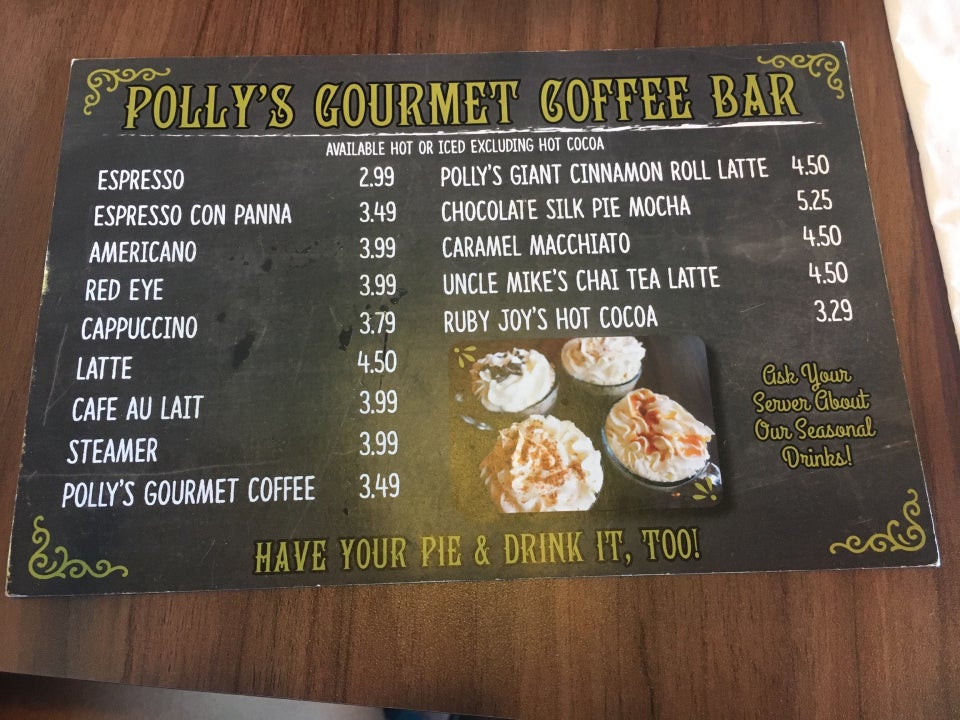 POLLY'S GOURMET COFFEE BAR
AVAILABLE HOT OR ICED EXCLUDING HOT COCOA
ESPRESSO 2.99
ESPRESSO CON PANNA 3.49
AMERICANO 3.99
RED EYE 3.99
CAPPUCCINO 3.79
LATTE 4.50
CAFE AU LAIT 3.99
STEAMER 3.99
POLLY'S GOURMET COFFEE 3.49
POLLY'S GIANT CINNAMON ROLL LATTE 4.50
CHOCOLATE SILK PIE MOCHA 5.25
CARAMEL MACCHIATO 4.50
UNCLE MIKE'S CHAI TEA LATTE 4.50
RUBY JOY'S HOT COCOA 3.29
Ask Your
Server About
Our Seasonal
Drinks!
HAVE YOUR PIE & DRINK IT, TOO!